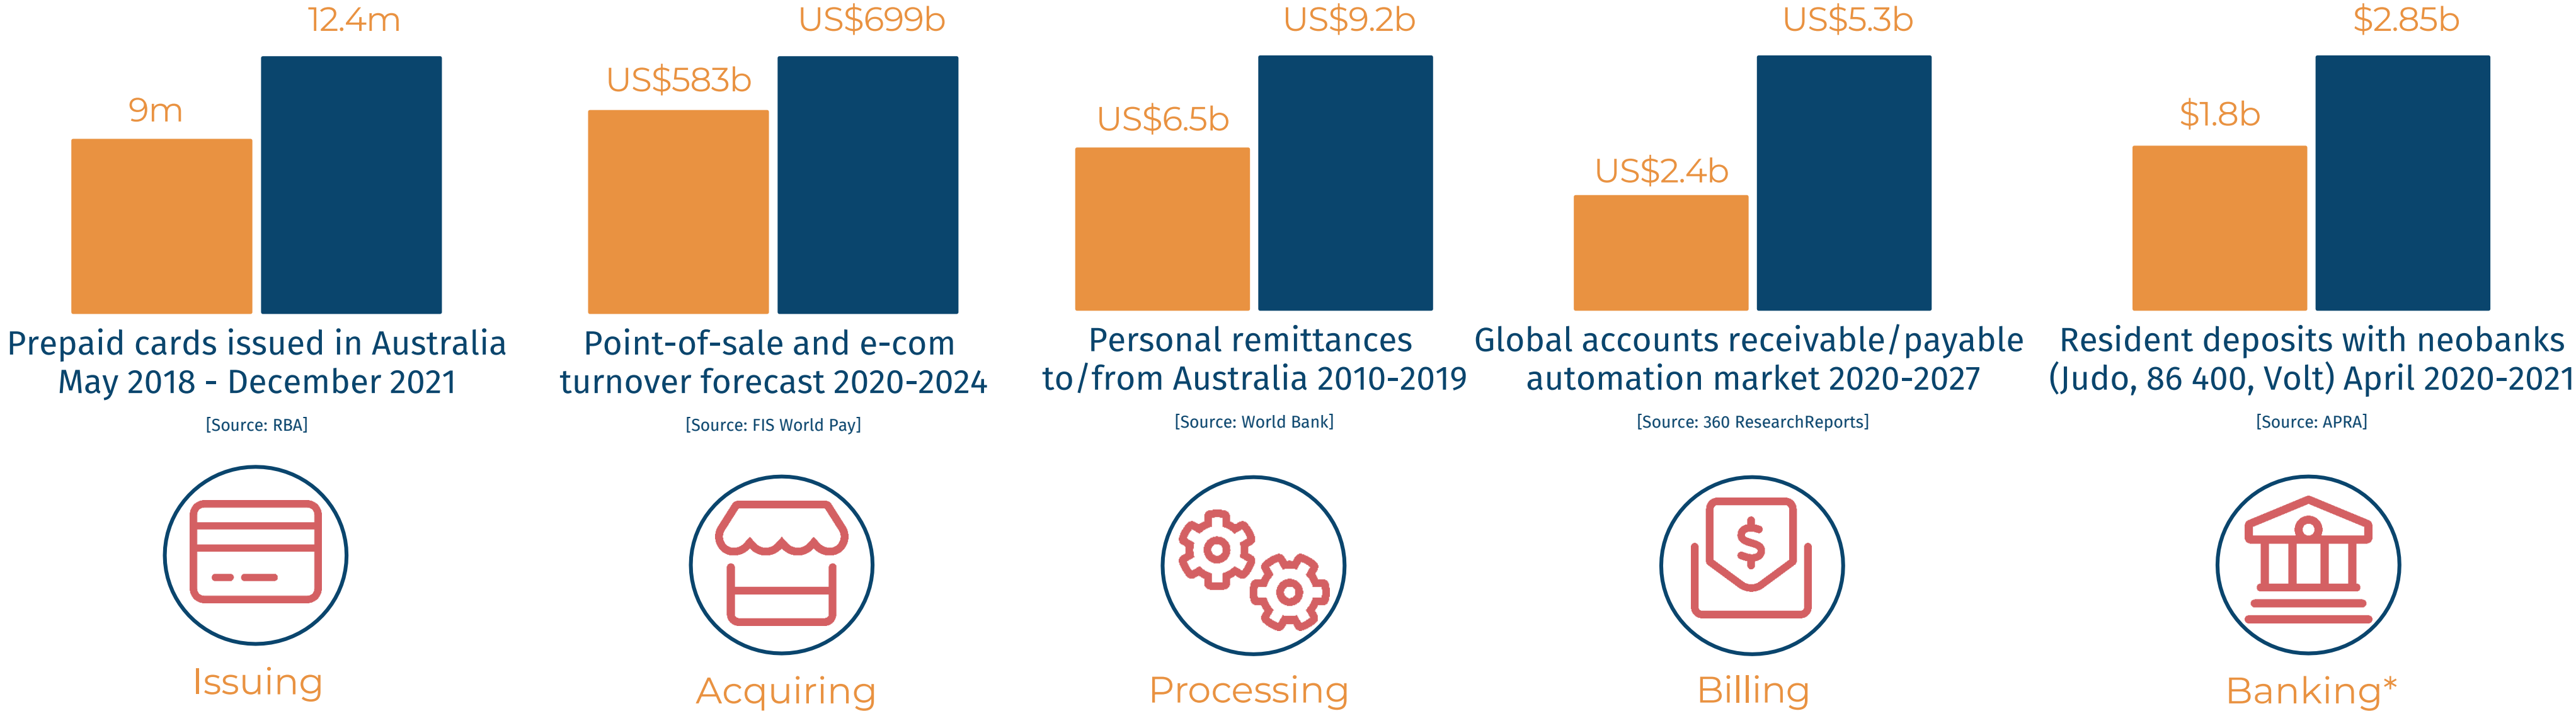 12.4m
9m
Prepaid cards issued in Australia
May 2018 - December 2021
[Source: RBA]
Issuing
US$699b
US$583b
Point-of-sale and e-com
turnover forecast 2020-2024
[Source: FIS World Pay]
Acquiring
US$9.2b
US$6.5b
Personal remittances
to/from Australia 2010-2019
[Source: World Bank]
Processing
US$5.3b
US$2.4b
Global accounts receivable/payable
automation market 2020-2027
[Source: 360 ResearchReports]
$
Billing
$2.85b
$1.8b
Resident deposits with neobanks
(Judo, 86 400, Volt) April 2020-2021
[Source: APRA]
Banking*